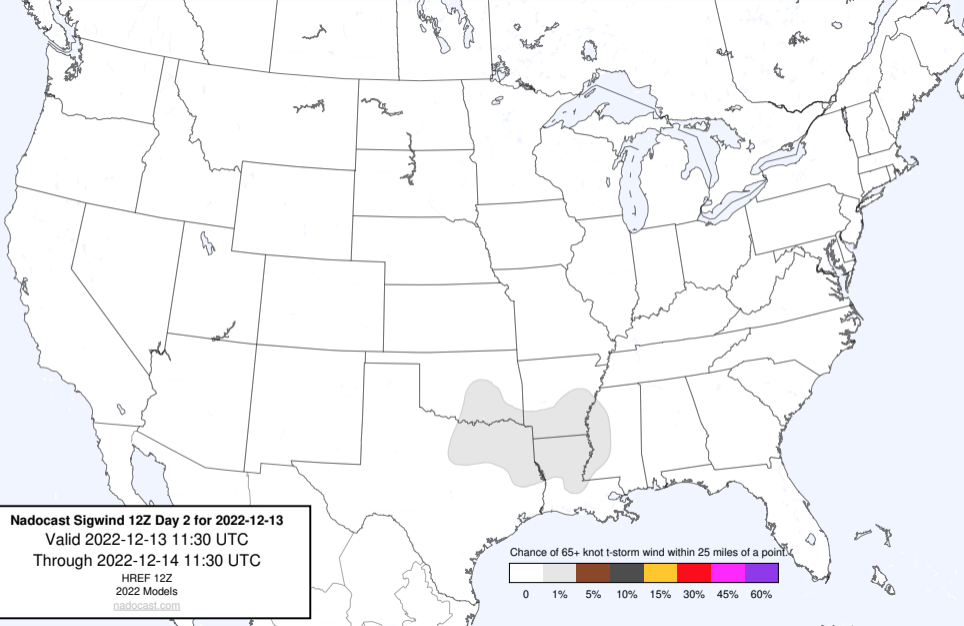 Nadocast Sigwind 12Z Day 2 for 2022-12-13
Valid 2022-12-13 11:30 UTC
Through 2022-12-14 11:30 UTC
HREF 12Z
2022 Models
nadocast.com
Chance of 65+ knot t-storm wind within 25 miles of a point.
0 1% 5% 10% 15% 30% 45% 60%